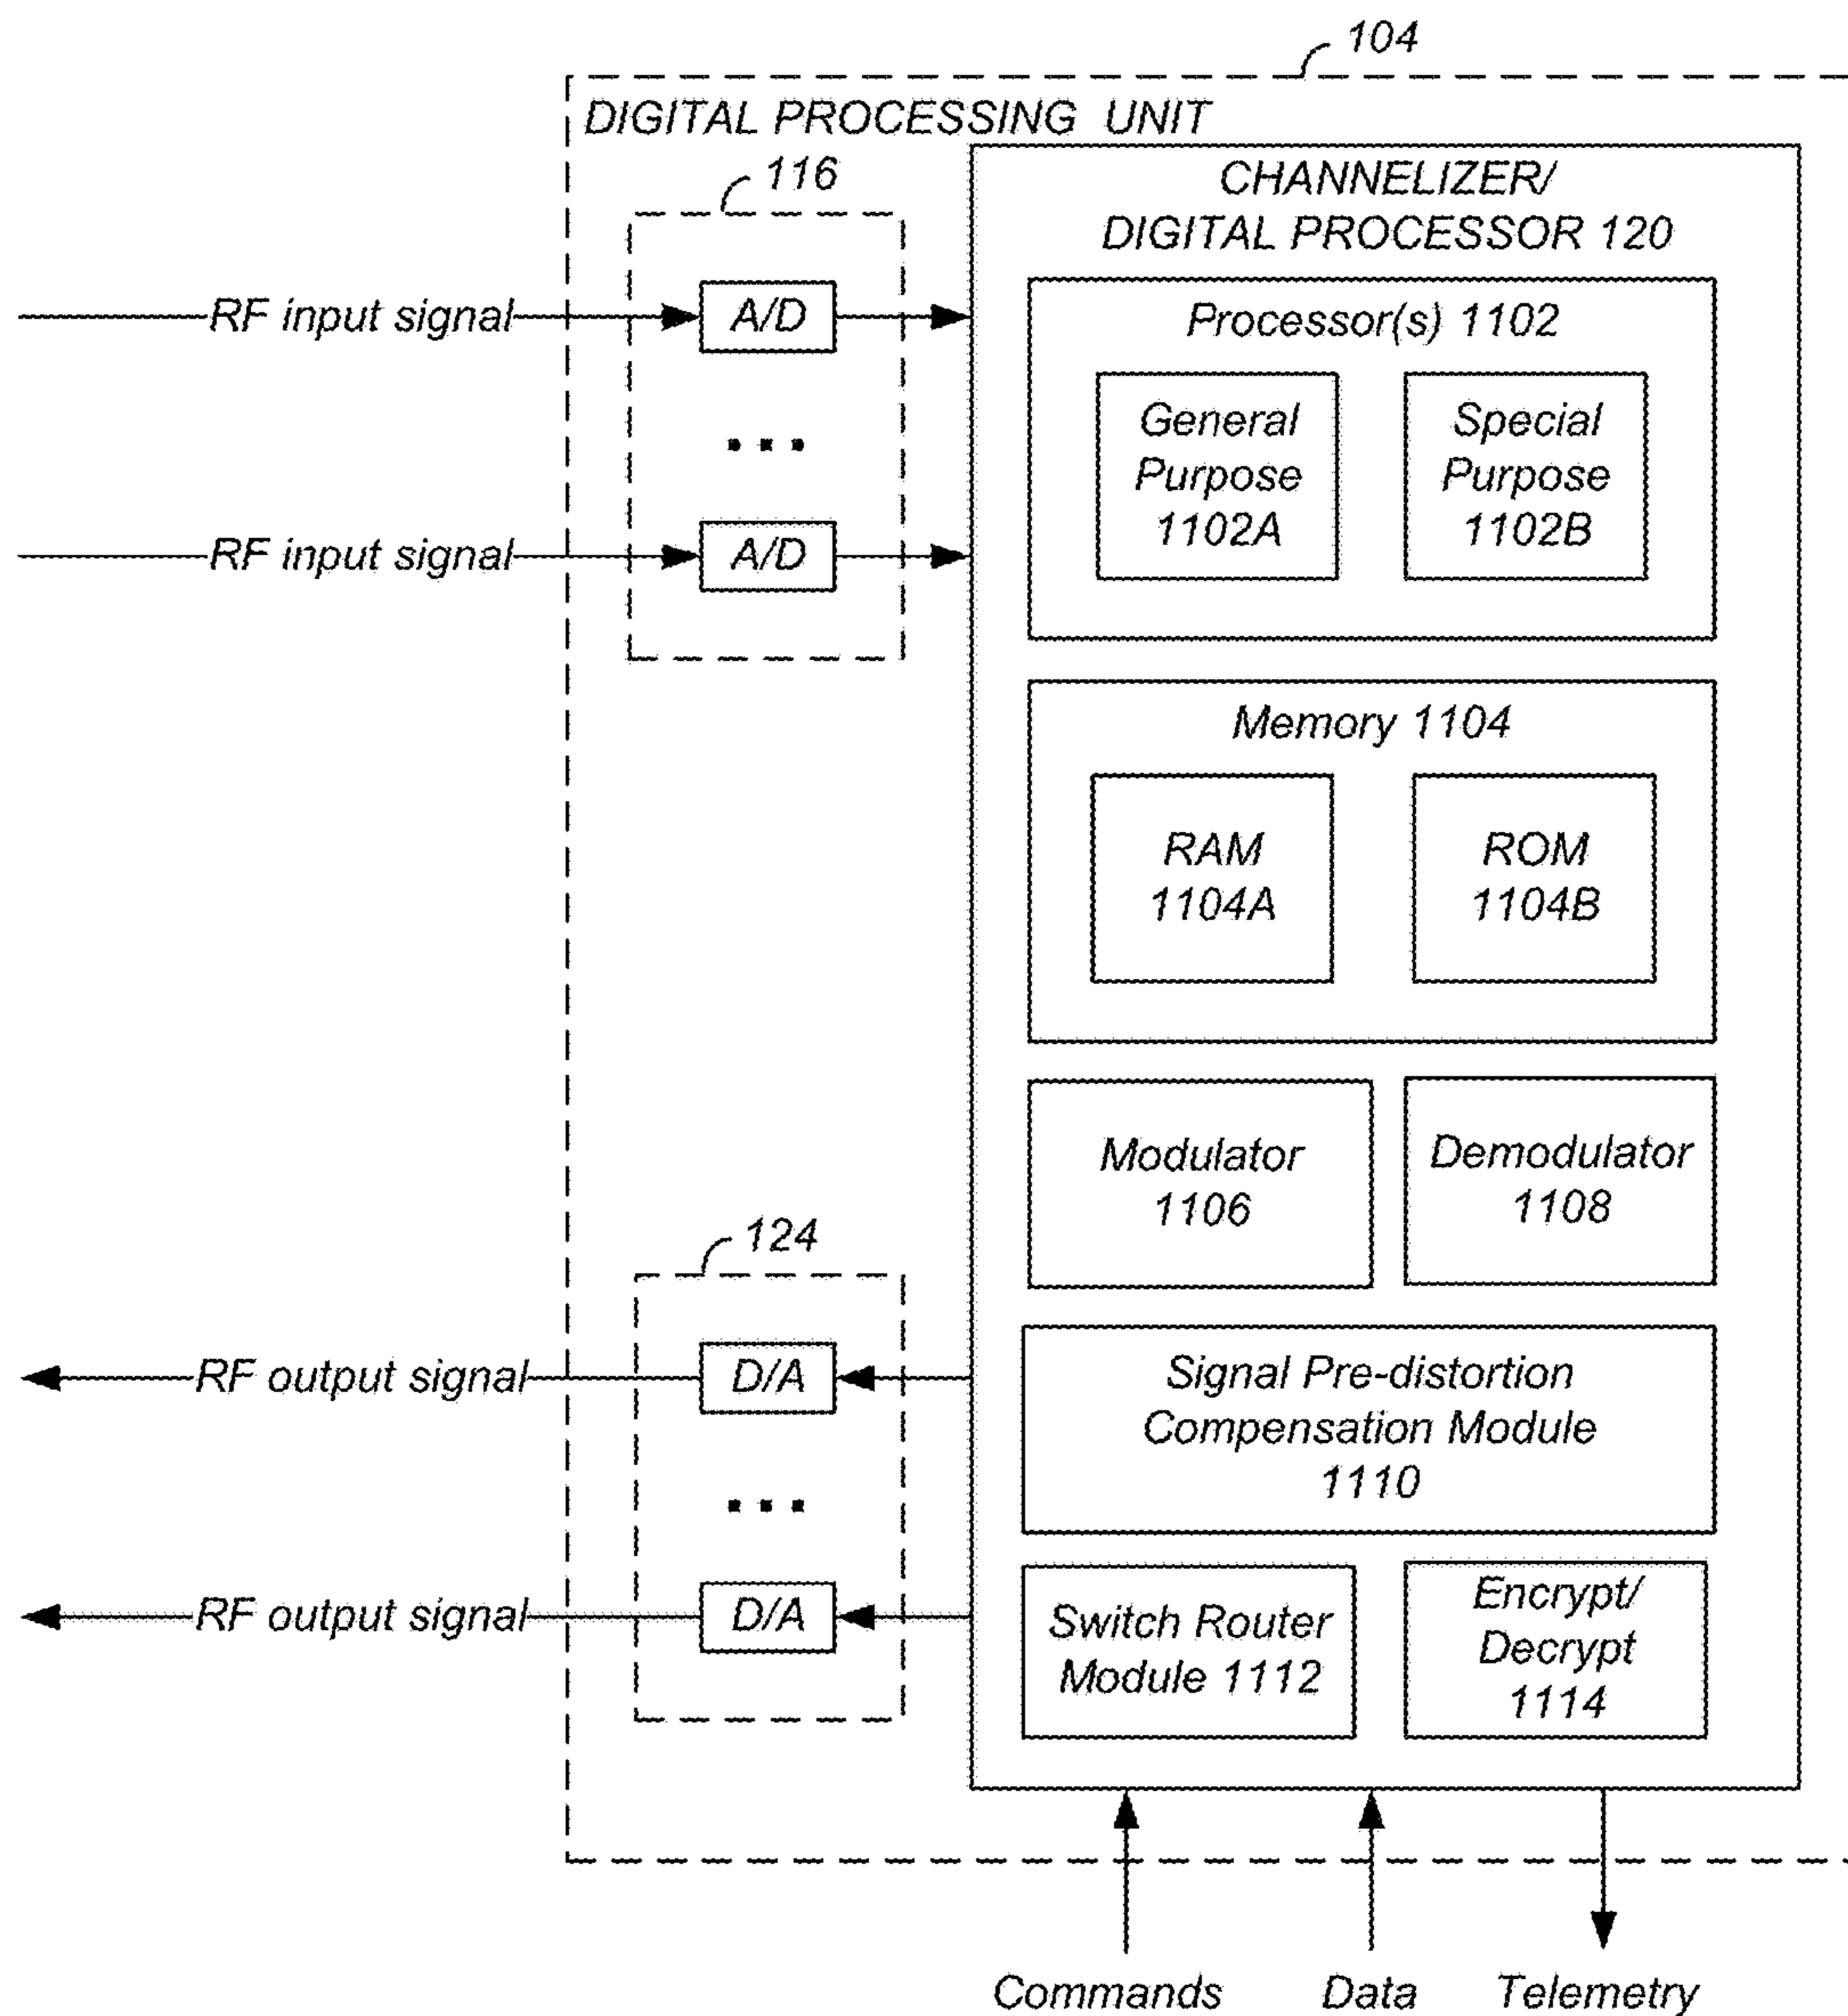 104
DIGITAL PROCESSING UNIT
116
CHANNELIZER/
DIGITAL PROCESSOR 120
RF input signal
A/D
Processor(s) 1102
General
Purpose
1102A
Special
Purpose
1102B
...
RF input signal
A/D
Memory 1104
RAM
1104A
ROM
1104B
Modulator
1106
Demodulator
1108
124
RF output signal
D/A
Signal Pre-distortion
Compensation Module
1110
...
RF output signal
D/A
Switch Router
Module 1112
Encrypt/
Decrypt
1114
Commands
Data
Telemetry